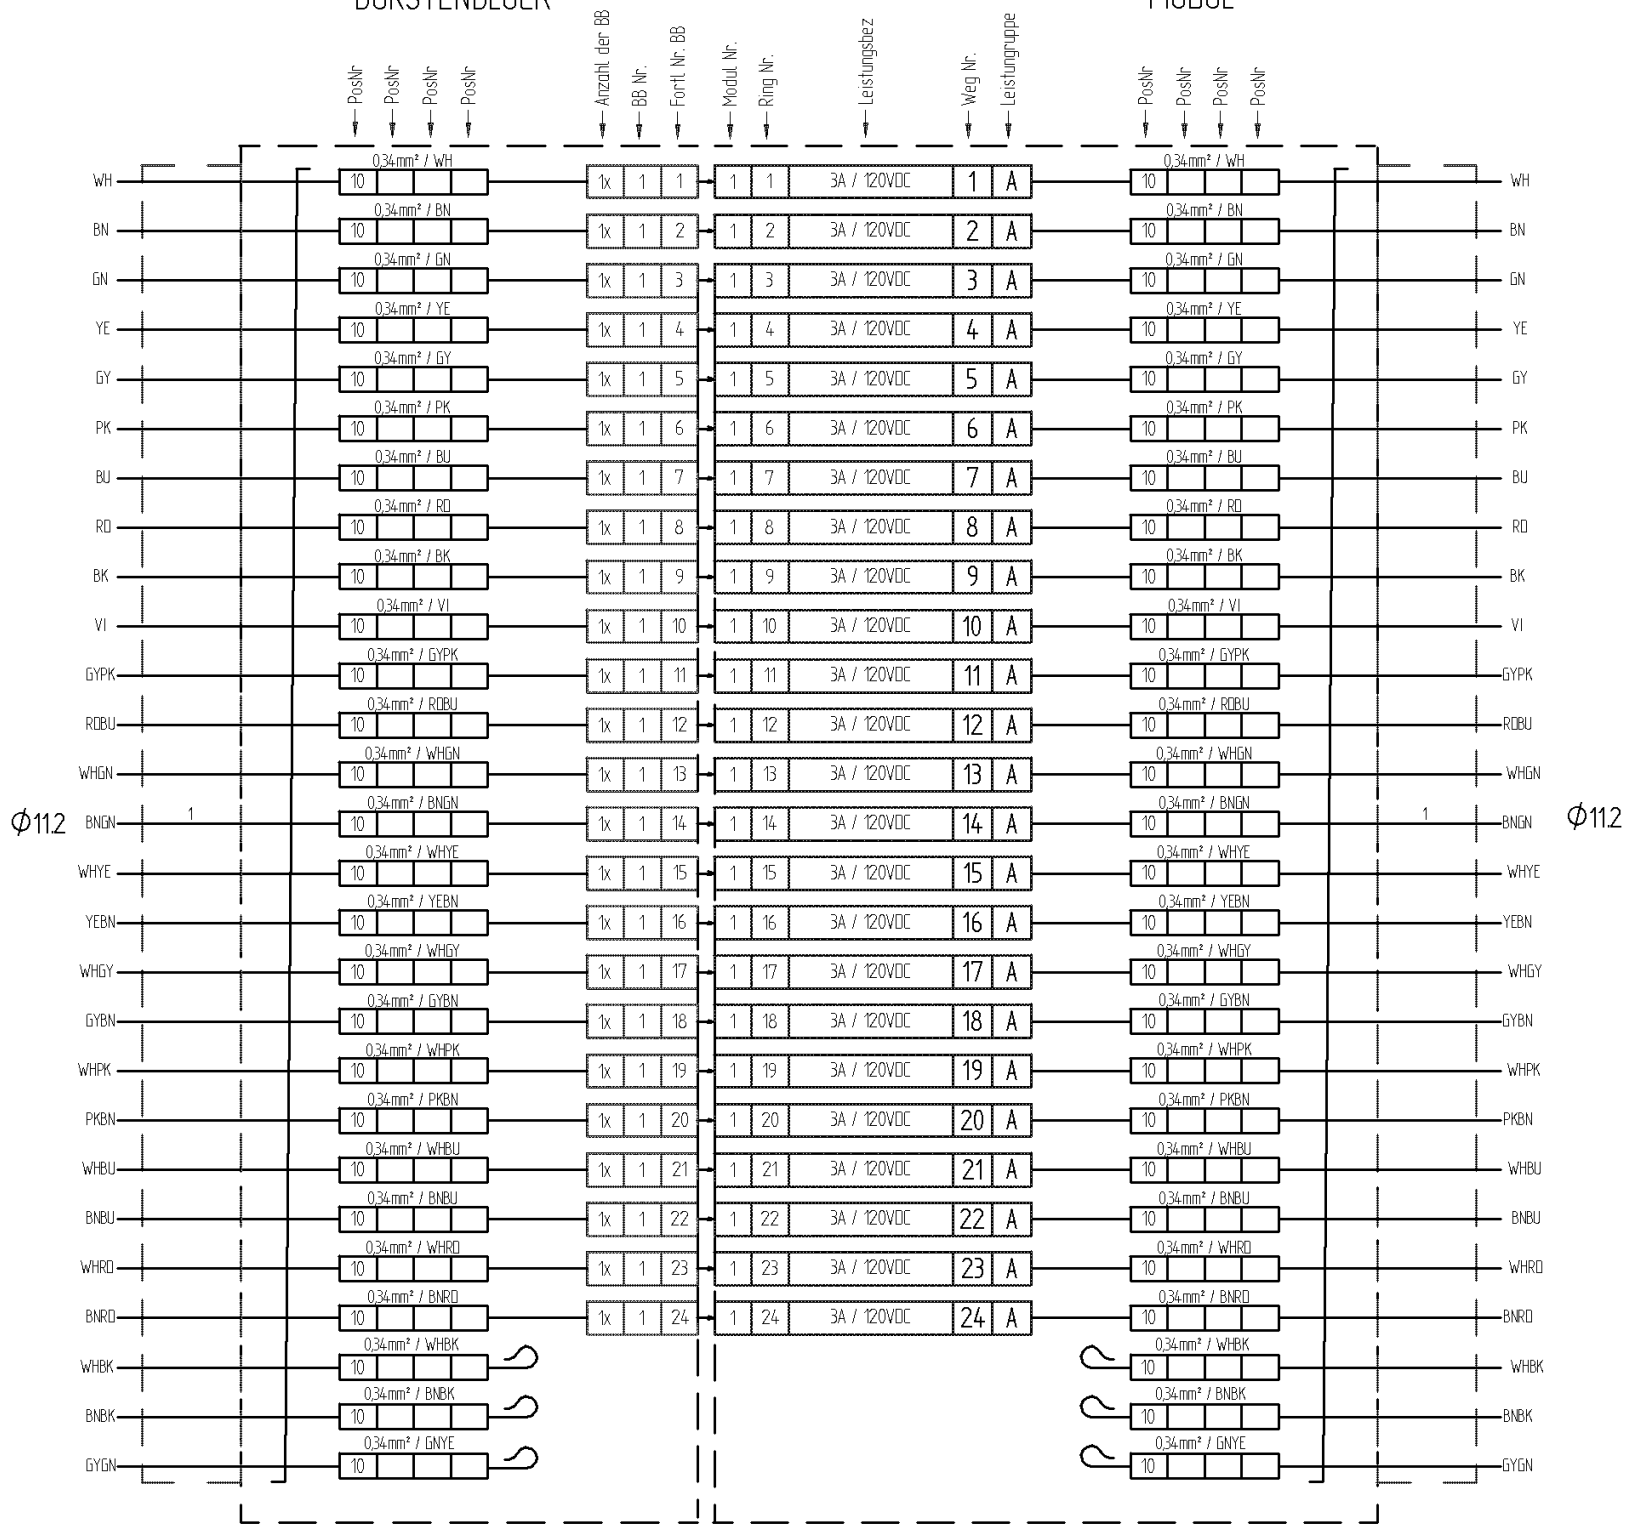 PosNr PosNr PosNr PosNr Anzahl der BB BB Nr. Fortl. Nr. BB Modul Nr. Ring Nr. Leistungsbez Weg Nr. Leistungruppe PosNr PosNr PosNr PosNr
0,34mm² / WH 0,34mm² / WH
WH 10 1x 1 1 1 1 3A / 120VDC 1 A 10 WH
0,34mm² / BN 0,34mm² / BN
BN 10 1x 1 2 1 2 3A / 120VDC 2 A 10 BN
0,34mm² / GN 0,34mm² / GN
GN 10 1x 1 3 1 3 3A / 120VDC 3 A 10 GN
0,34mm² / YE 0,34mm² / YE
YE 10 1x 1 4 1 4 3A / 120VDC 4 A 10 YE
0,34mm² / GY 0,34mm² / GY
GY 10 1x 1 5 1 5 3A / 120VDC 5 A 10 GY
0,34mm² / PK 0,34mm² / PK
PK 10 1x 1 6 1 6 3A / 120VDC 6 A 10 PK
0,34mm² / BU 0,34mm² / BU
BU 10 1x 1 7 1 7 3A / 120VDC 7 A 10 BU
0,34mm² / RD 0,34mm² / RD
RD 10 1x 1 8 1 8 3A / 120VDC 8 A 10 RD
0,34mm² / BK 0,34mm² / BK
BK 10 1x 1 9 1 9 3A / 120VDC 9 A 10 BK
0,34mm² / VI 0,34mm² / VI
VI 10 1x 1 10 1 10 3A / 120VDC 10 A 10 VI
0,34mm² / GYPK 0,34mm² / GYPK
GYPK 10 1x 1 11 1 11 3A / 120VDC 11 A 10 GYPK
0,34mm² / RDBU 0,34mm² / RDBU
RDBU 10 1x 1 12 1 12 3A / 120VDC 12 A 10 RDBU
0,34mm² / WHGN 0,34mm² / WHGN
WHGN 10 1x 1 13 1 13 3A / 120VDC 13 A 10 WHGN
0,34mm² / BNGN 0,34mm² / BNGN
Φ11.2 BNGN 1 10 1x 1 14 1 14 3A / 120VDC 14 A 10 1 BNGN Φ11.2
0,34mm² / WHYE 0,34mm² / WHYE
WHYE 10 1x 1 15 1 15 3A / 120VDC 15 A 10 WHYE
0,34mm² / YEBN 0,34mm² / YEBN
YEBN 10 1x 1 16 1 16 3A / 120VDC 16 A 10 YEBN
0,34mm² / WHGY 0,34mm² / WHGY
WHGY 10 1x 1 17 1 17 3A / 120VDC 17 A 10 WHGY
0,34mm² / GYBN 0,34mm² / GYBN
GYBN 10 1x 1 18 1 18 3A / 120VDC 18 A 10 GYBN
0,34mm² / WHPK 0,34mm² / WHPK
WHPK 10 1x 1 19 1 19 3A / 120VDC 19 A 10 WHPK
0,34mm² / PKBN 0,34mm² / PKBN
PKBN 10 1x 1 20 1 20 3A / 120VDC 20 A 10 PKBN
0,34mm² / WHBU 0,34mm² / WHBU
WHBU 10 1x 1 21 1 21 3A / 120VDC 21 A 10 WHBU
0,34mm² / BNBU 0,34mm² / BNBU
BNBU 10 1x 1 22 1 22 3A / 120VDC 22 A 10 BNBU
0,34mm² / WHRD 0,34mm² / WHRD
WHRD 10 1x 1 23 1 23 3A / 120VDC 23 A 10 WHRD
0,34mm² / BNRD 0,34mm² / BNRD
BNRD 10 1x 1 24 1 24 3A / 120VDC 24 A 10 BNRD
0,34mm² / WHBK 0,34mm² / WHBK
WHBK 10 10 WHBK
0,34mm² / BNBK 0,34mm² / BNBK
BNBK 10 10 BNBK
0,34mm² / GNYE 0,34mm² / GNYE
GYGN 10 10 GYGN